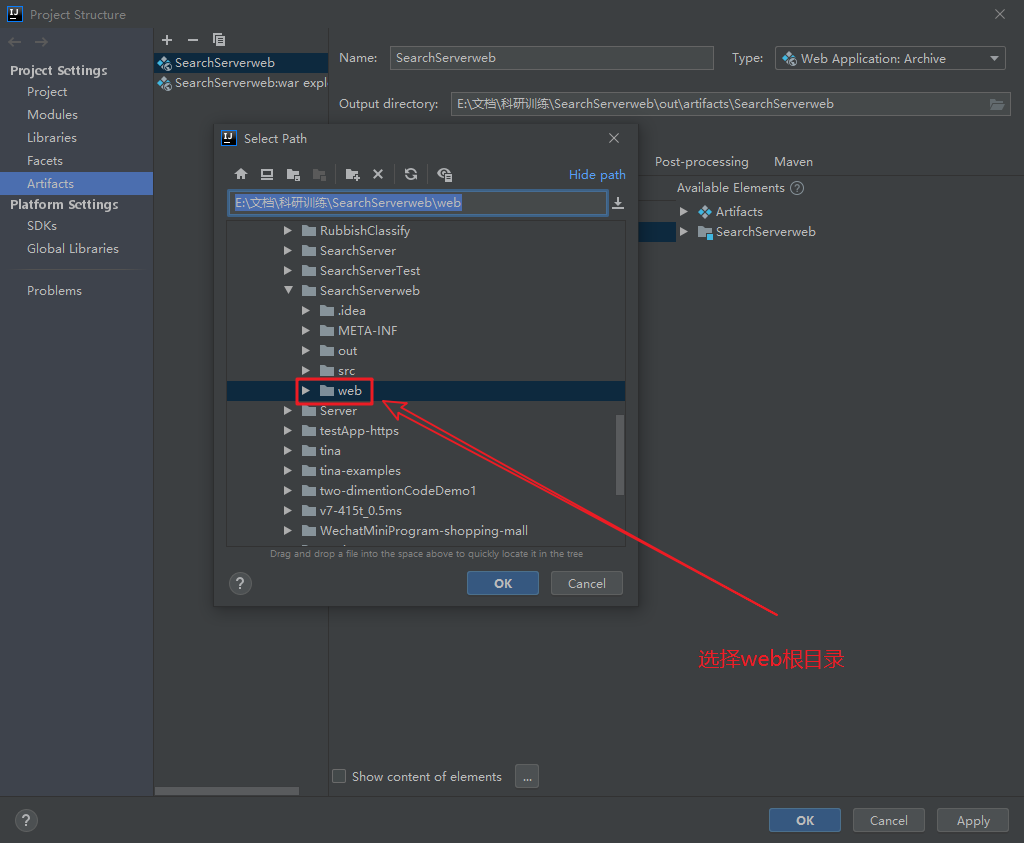 Project Structure
Project Settings
Project
Modules
Libraries
Facets
Artifacts
Platform Settings
SDKs
Global Libraries
Problems
SearchServerweb
SearchServerweb:war expl
Name:
SearchServerweb
Type:
Web Application: Archive
Output directory:
E:\文档\科研训练\SearchServerweb\out\artifacts\SearchServerweb
Post-processing
Maven
Available Elements ?
Artifacts
SearchServerweb
Select Path
Hide path
E:\文档\科研训练\SearchServerweb\web
RubbishClassify
SearchServer
SearchServerTest
SearchServerweb
.idea
META-INF
out
src
web
Server
testApp-https
tina
tina-examples
two-dimentionCodeDemo1
v7-415t_0.5ms
WechatMiniProgram-shopping-mall
Drag and drop a file into the space above to quickly locate it in the tree
?
OK
Cancel
选择web根目录
Show content of elements
...
?
OK
Cancel
Apply